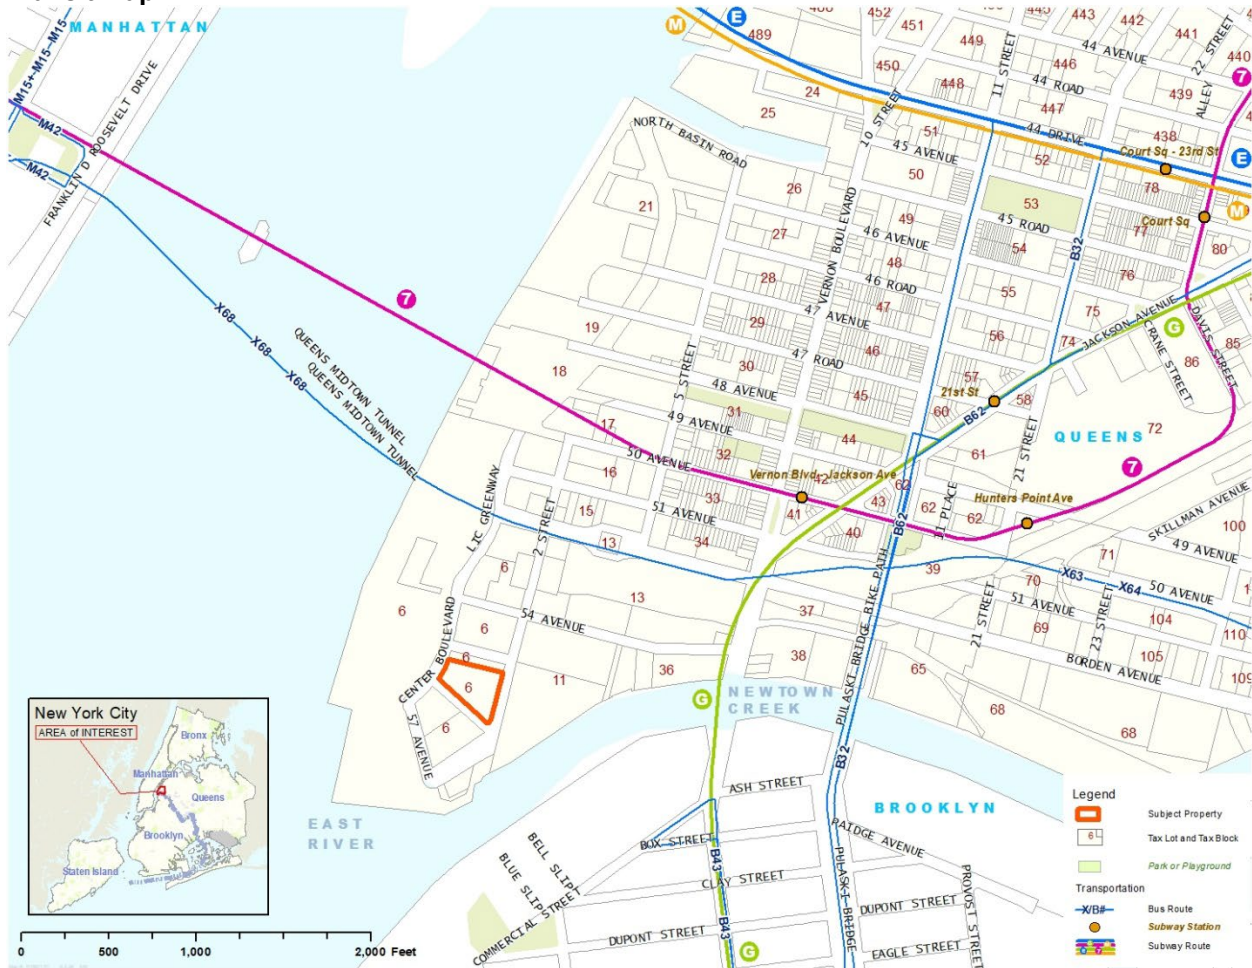 MANHATTAN
M15+-M15-M15
M42
M42
FRANKLIN D ROOSEVELT DRIVE
M
E
489
452
451
445
443
442
441
440
22 STREET
449
11 STREET
44 AVENUE
446
450
448
44 ROAD
439
ALLEY
7
24
25
10 STREET
447
44 DRIVE
438
Court Sq - 23rd St
E
NORTH BASIN ROAD
51
45 AVENUE
52
50
78
M
26
21
VERNON BOULEVARD
53
Court Sq
49
45 ROAD
77
80
27
46 AVENUE
54
B32
48
76
28
46 ROAD
55
7
47
75
JACKSON AVENUE
X68
X68
X68
QUEENS MIDTOWN TUNNEL
QUEENS MIDTOWN TUNNEL
19
29
47 AVENUE
56
74
G
CRANE STREET
DAVIS STREET
85
86
18
5 STREET
30
47 ROAD
46
57
48 AVENUE
45
21st St
58
60
B62
31
49 AVENUE
17
44
72
QUEENS
50 AVENUE
32
61
21 STREET
7
16
Vernon Blvd - Jackson Ave
42
62
LIC GREENWAY
2 STREET
33
41
43
62
11 PLACE
62
Hunters Point Ave
15
51 AVENUE
40
B62
SKILLMAN AVENUE
100
13
34
49 AVENUE
71
6
39
X63
X64
50 AVENUE
70
13
6
37
PULASKI BRIDGE BIKE PATH
21 STREET
51 AVENUE
23 STREET
104
69
110
54 AVENUE
6
CENTER BOULEVARD
6
36
38
65
BORDEN AVENUE
105
109
6
11
NEWTOWN
CREEK
G
68
68
57 AVENUE
6
B32
New York City
AREA of INTEREST
Bronx
Manhattan
Queens
Brooklyn
Staten Island
EAST
RIVER
ASH STREET
BROOKLYN
BOX STREET
PAIDGE AVENUE
BELL SLIPT
BLUE SLIPT
B43
CLAY STREET
PULASKI BRIDGE
PROVOST STREET
COMMERCIAL STREET
DUPONT STREET
DUPONT STREET
B43
G
EAGLE STREET
0
500
1,000
2,000 Feet
Legend
Subject Property
6
Tax Lot and Tax Block
Park or Playground
Transportation
X/B#
Bus Route
Subway Station
Subway Route